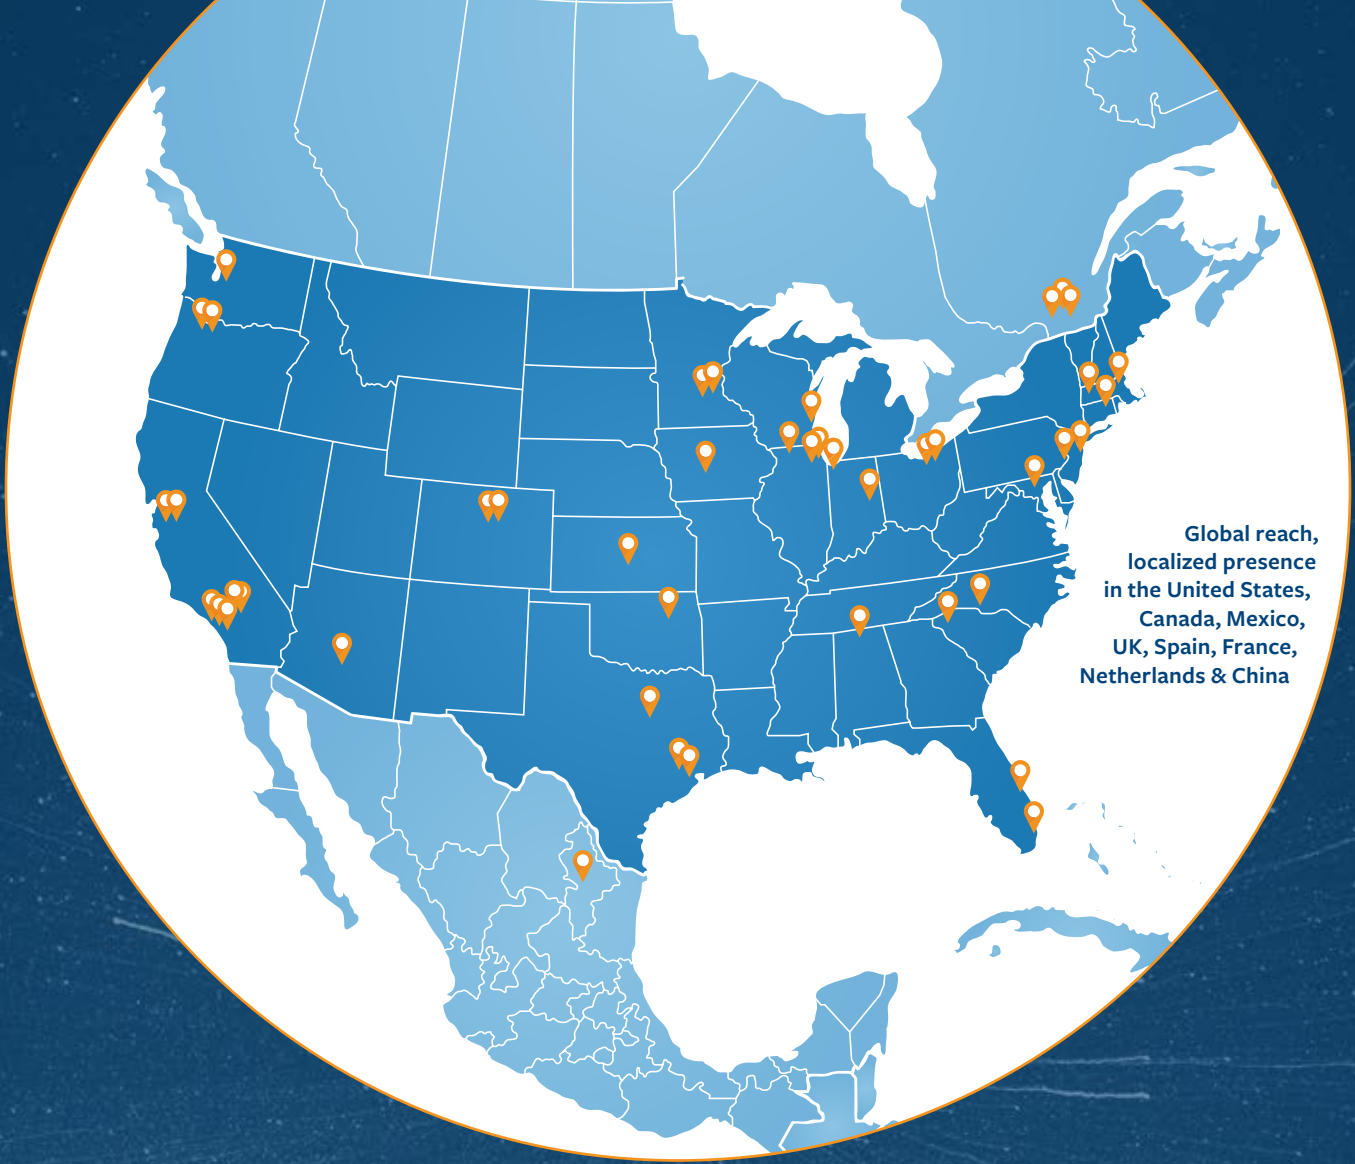 Global reach,
localized presence
in the United States,
Canada, Mexico,
UK, Spain, France,
Netherlands & China